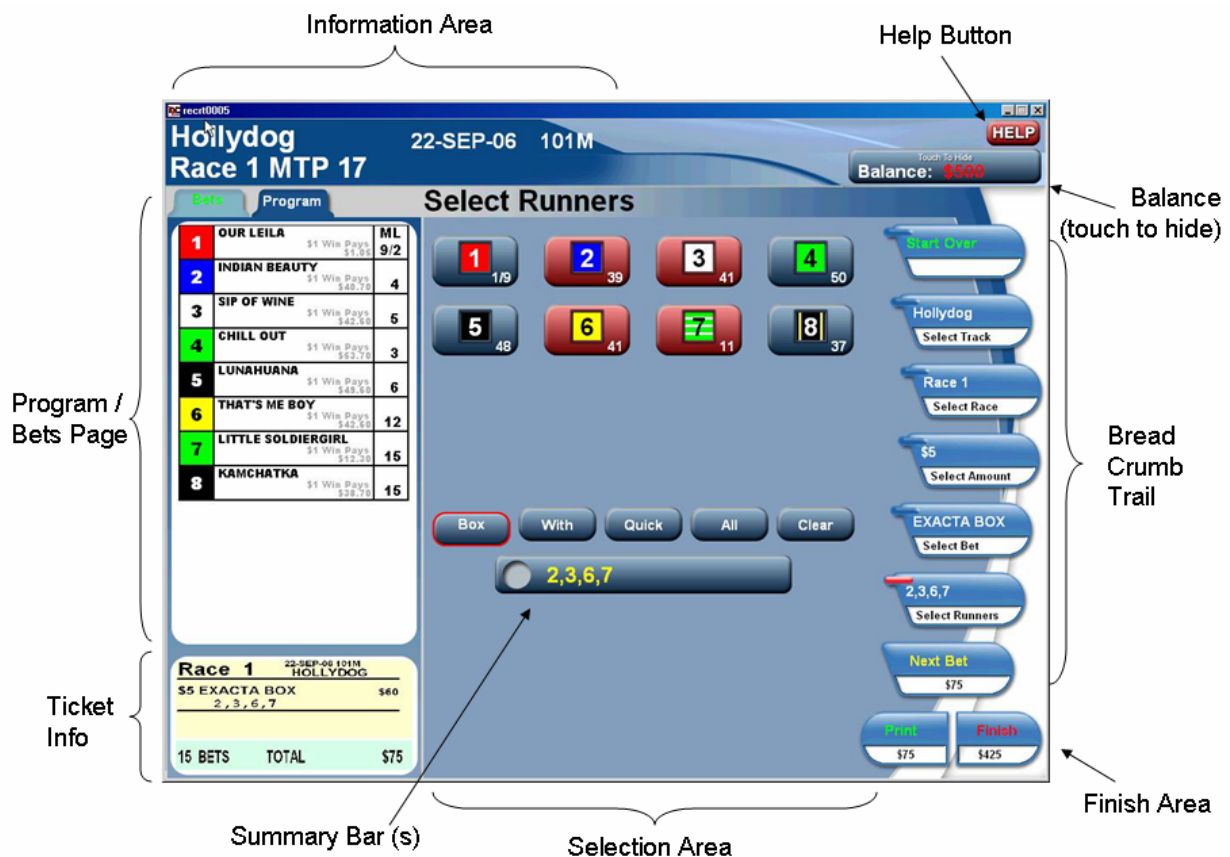 Information Area
Help Button
recrt0005
Hollydog
22-SEP-06 101M
Race 1 MTP 17
HELP
Touch To Hide
Balance: $500
Balance
(touch to hide)
Bets
Program
Select Runners
1 OUR LEILA ML
$1 Win Pays
$1.05 9/2
2 INDIAN BEAUTY
$1 Win Pays
$40.70 4
3 SIP OF WINE
$1 Win Pays
$42.60 5
4 CHILL OUT
$1 Win Pays
$53.70 3
5 LUNAHUANA
$1 Win Pays
$49.60 6
6 THAT'S ME BOY
$1 Win Pays
$42.60 12
7 LITTLE SOLDIERGIRL
$1 Win Pays
$12.30 15
8 KAMCHATKA
$1 Win Pays
$38.70 15
Program /
Bets Page
1 1/9
2 39
3 41
4 50
5 48
6 41
7 11
8 37
Box
With
Quick
All
Clear
2,3,6,7
Start Over
Hollydog
Select Track
Race 1
Select Race
$5
Select Amount
EXACTA BOX
Select Bet
2,3,6,7
Select Runners
Next Bet
$75
Bread
Crumb
Trail
Race 1
22-SEP-06 101M
HOLLYDOG
$5 EXACTA BOX $60
2,3,6,7
15 BETS TOTAL $75
Ticket
Info
Print
$75
Finish
$425
Finish Area
Summary Bar (s)
Selection Area